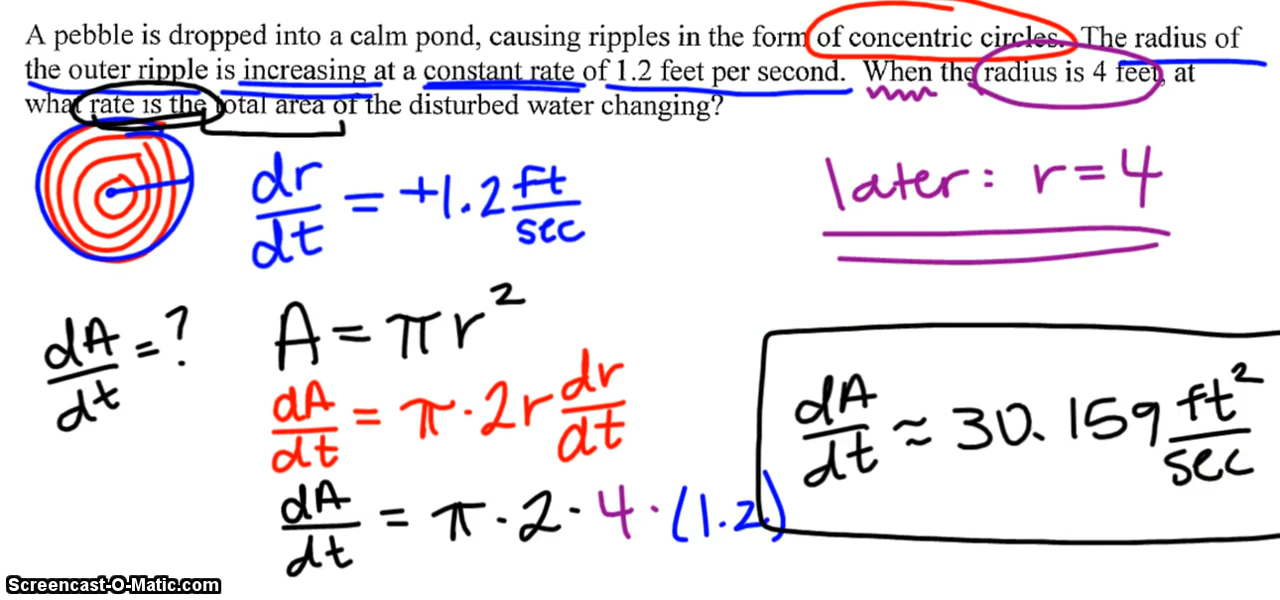 A pebble is dropped into a calm pond, causing ripples in the form of concentric circles. The radius of
the outer ripple is increasing at a constant rate of 1.2 feet per second. When the radius is 4 feet, at
what rate is the total area of the disturbed water changing?
dr/dt = +1.2 ft/sec
later: r=4
dA/dt = ?
A = πr²
dA/dt = π · 2r dr/dt
dA/dt = π · 2 · 4 · (1.2)
dA/dt ≈ 30.159 ft²/sec
Screencast-O-Matic.com